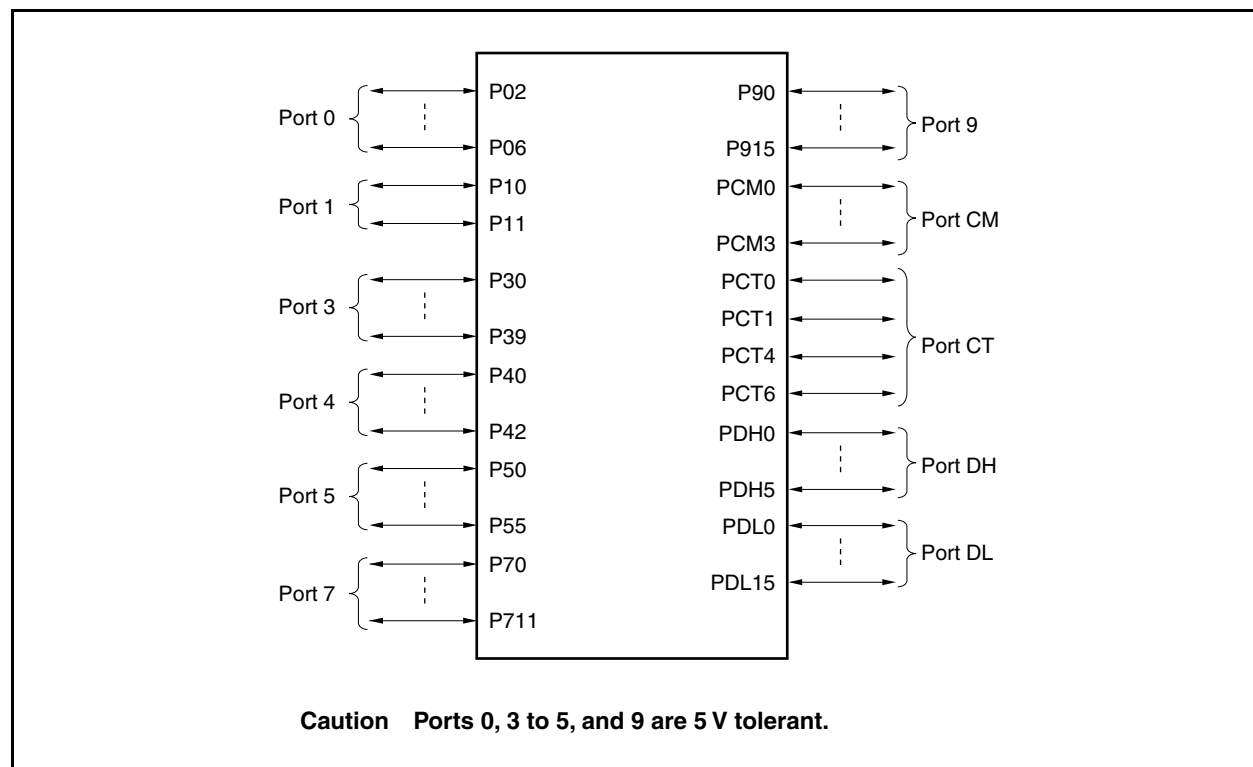 Port 0
P02
P06
Port 1
P10
P11
Port 3
P30
P39
Port 4
P40
P42
Port 5
P50
P55
Port 7
P70
P711
P90
P915
Port 9
PCM0
PCM3
Port CM
PCT0
PCT1
PCT4
PCT6
Port CT
PDH0
PDH5
Port DH
PDL0
PDL15
Port DL
Caution Ports 0, 3 to 5, and 9 are 5 V tolerant.